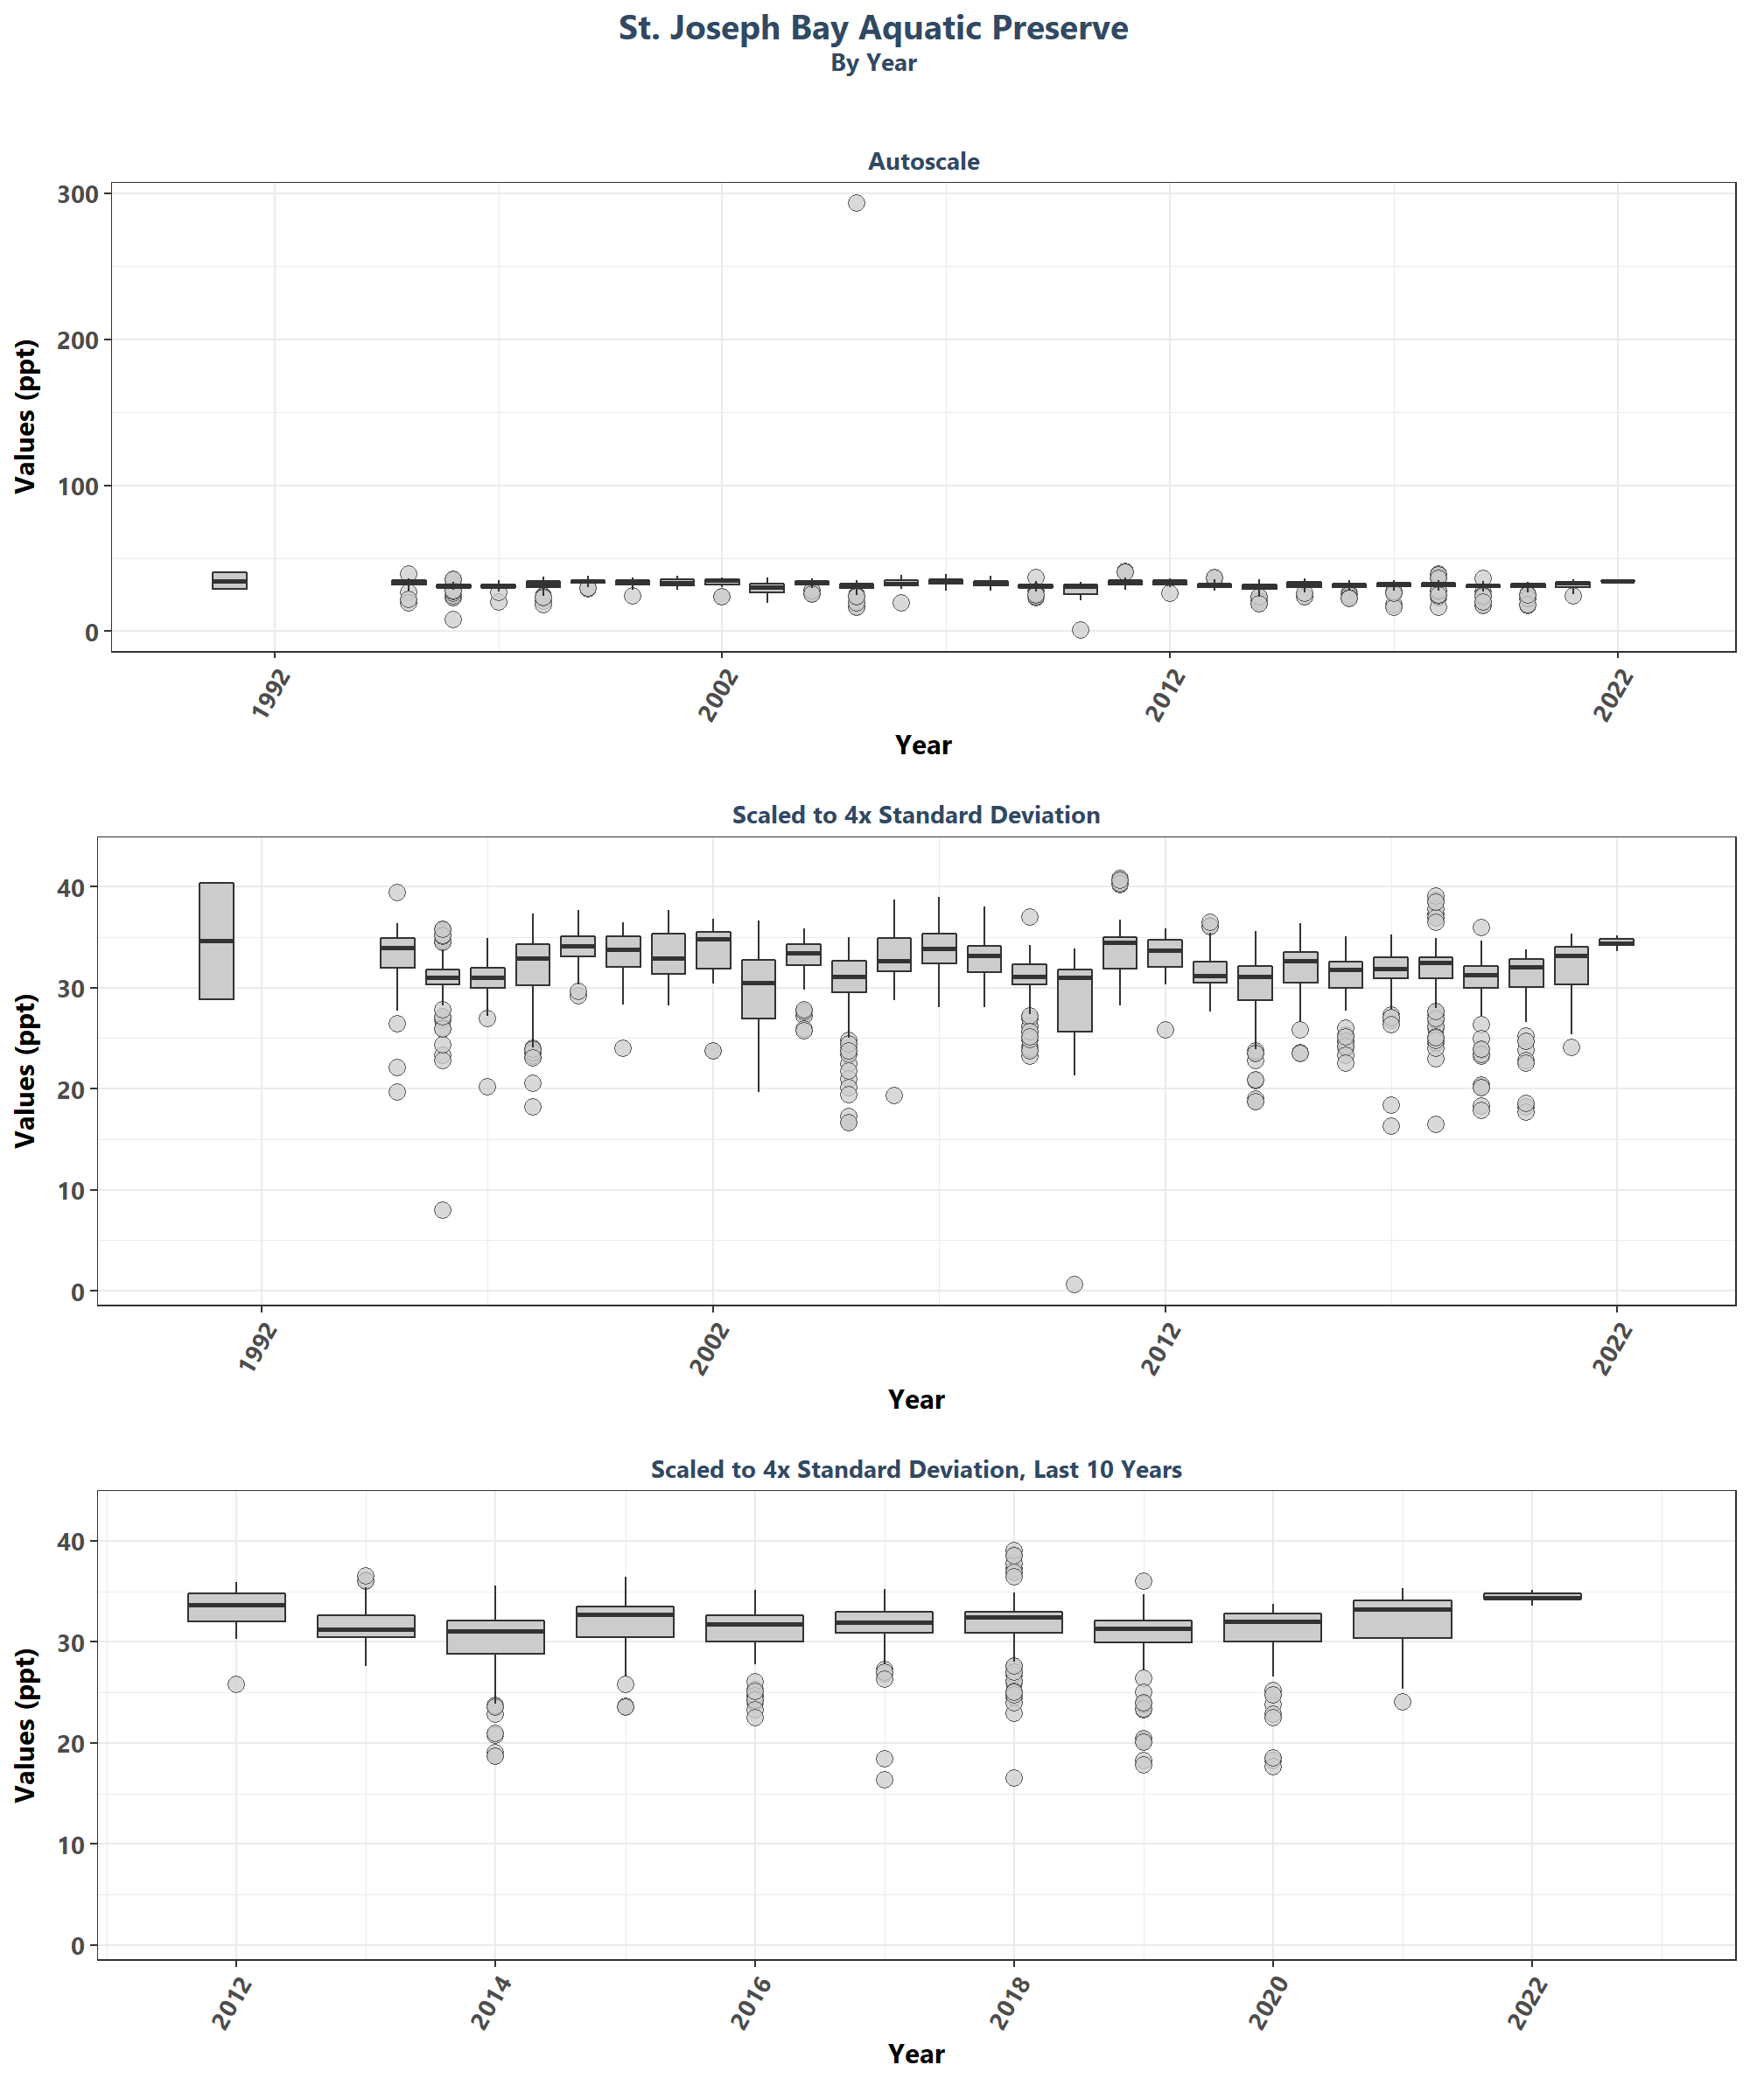 St. Joseph Bay Aquatic Preserve
By Year
Autoscale
Values (ppt)
300
200
100
0
1992
2002
2012
2022
Year
Scaled to 4x Standard Deviation
Values (ppt)
40
30
20
10
0
1992
2002
2012
2022
Year
Scaled to 4x Standard Deviation, Last 10 Years
Values (ppt)
40
30
20
10
0
2012
2014
2016
2018
2020
2022
Year